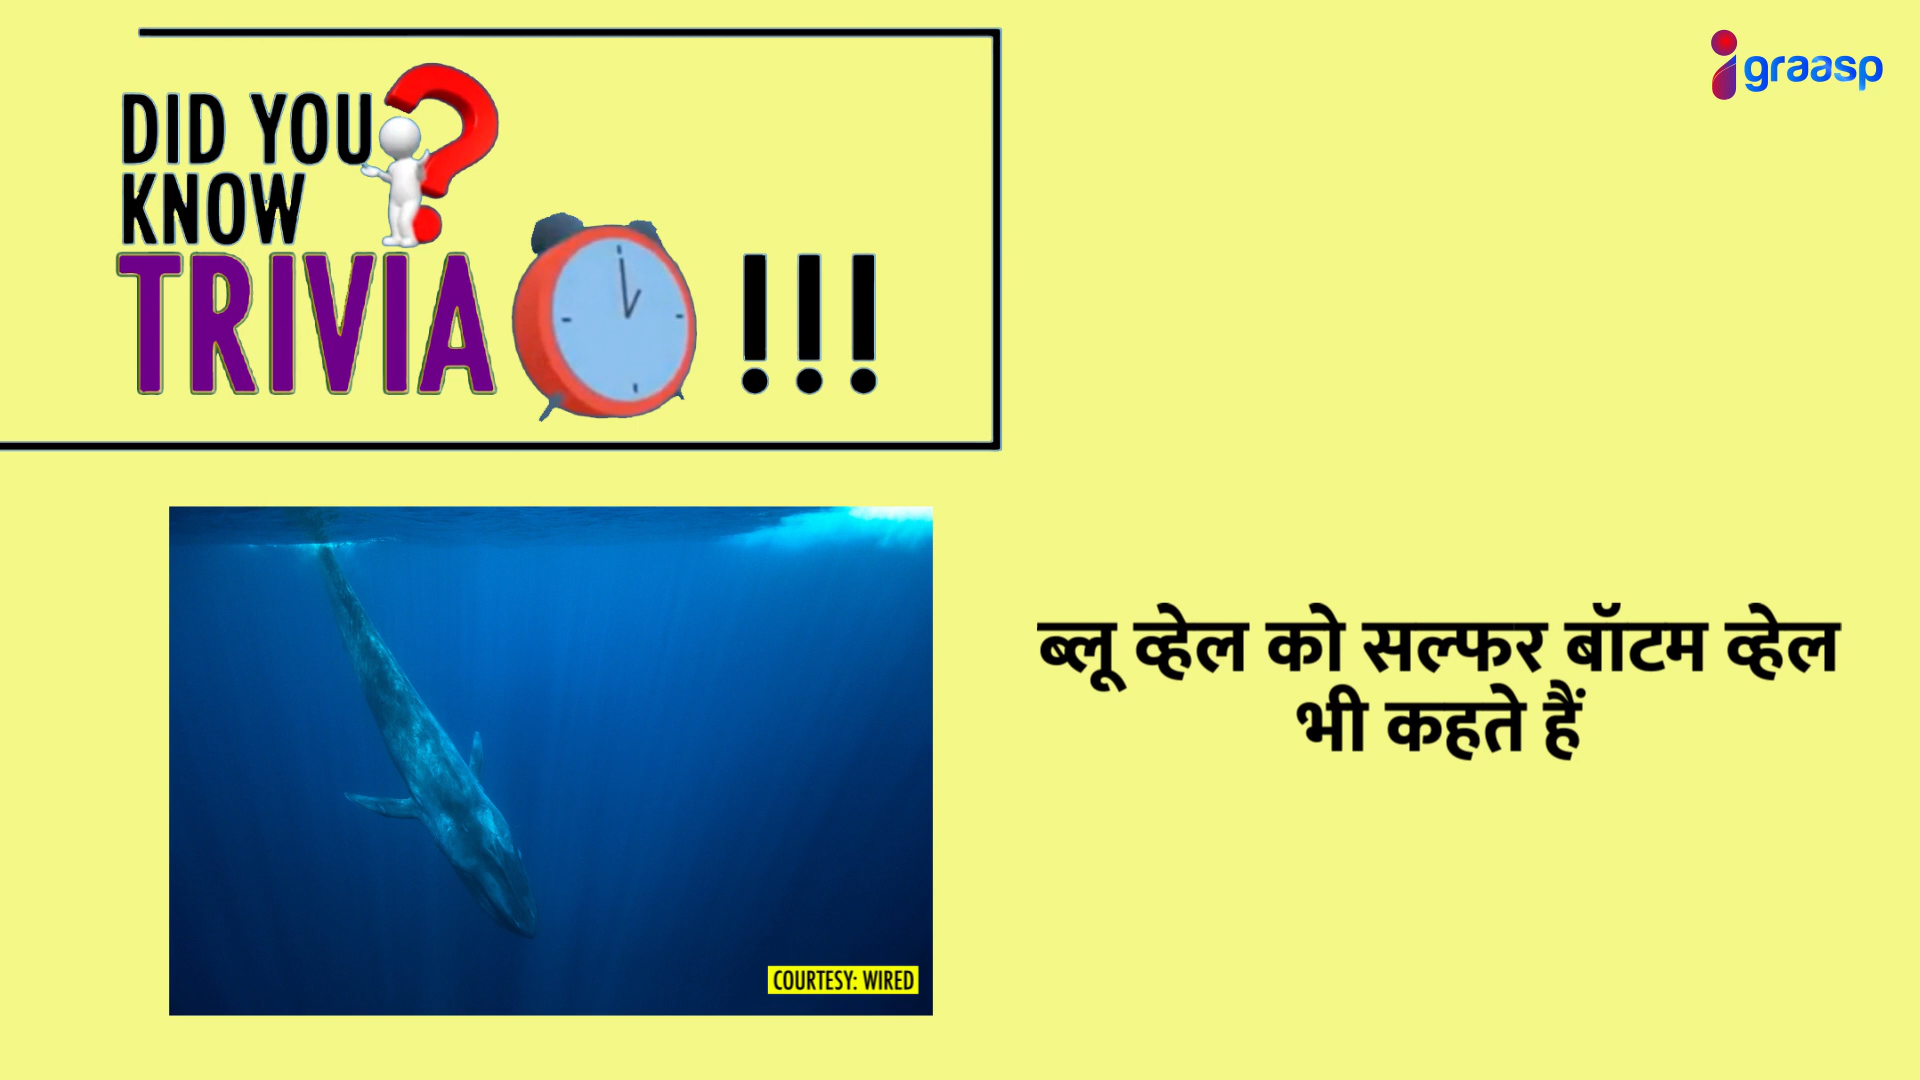 graasp
DID YOU
KNOW
TRIVIA !!!
ब्लू व्हेल को सल्फर बॉटम व्हेल
भी कहते हैं
COURTESY: WIRED